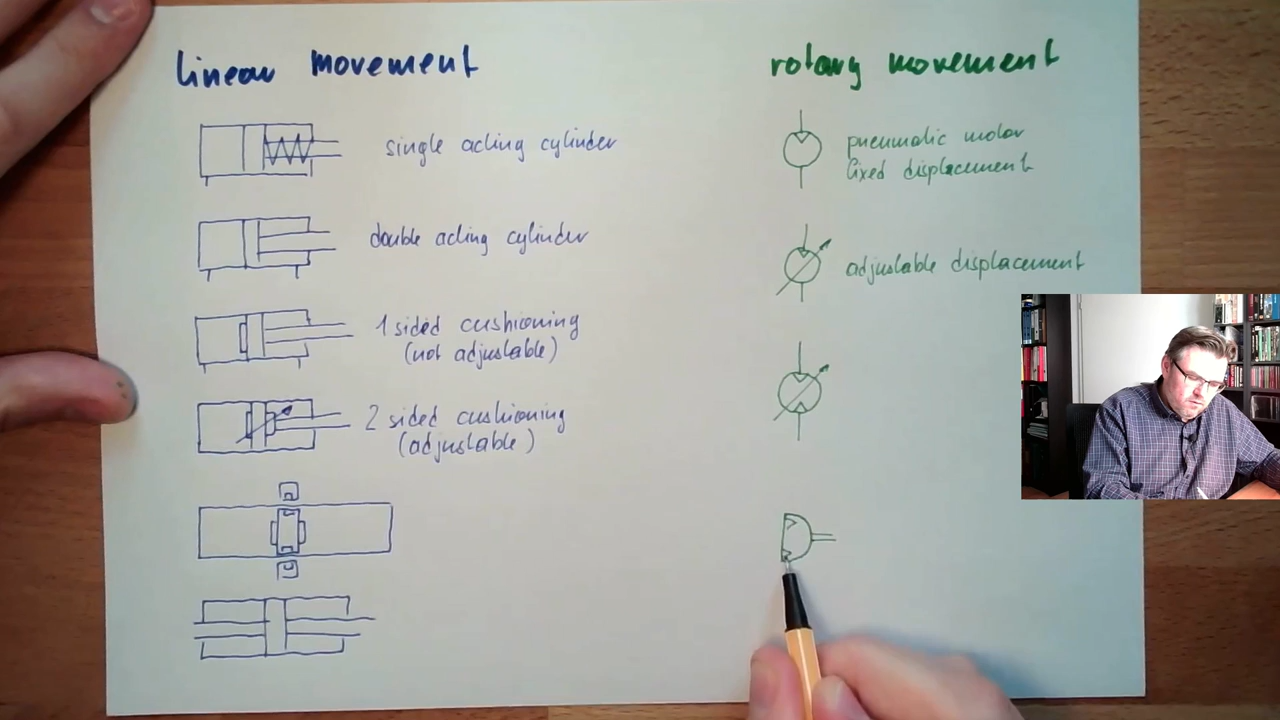 linear movement
single acting cylinder
double acting cylinder
1 sided cushioning
(not adjustable)
2 sided cushioning
(adjustable)
rotary movement
pneumatic motor
fixed displacement
adjustable displacement